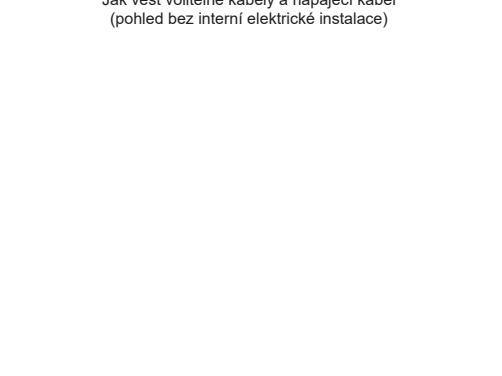 Jak vést volitelné kabely a napájecí kabel
(pohled bez interní elektrické instalace)